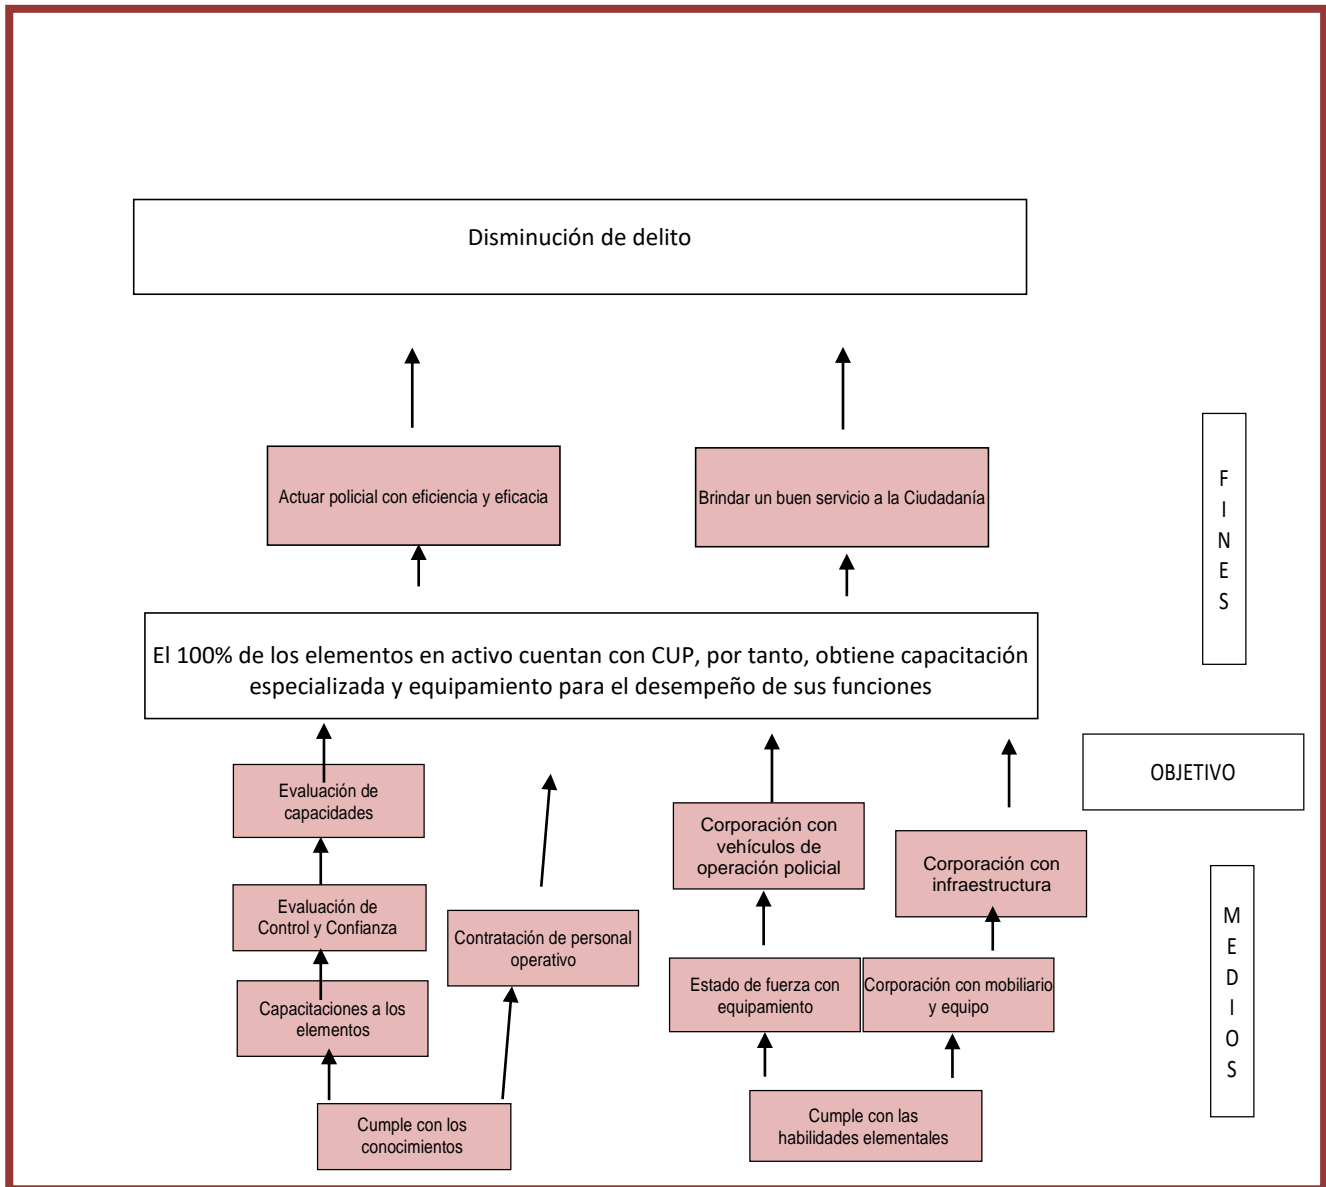 Disminución de delito
Actuar policial con eficiencia y eficacia
Brindar un buen servicio a la Ciudadanía
F
I
N
E
S
El 100% de los elementos en activo cuentan con CUP, por tanto, obtiene capacitación
especializada y equipamiento para el desempeño de sus funciones
OBJETIVO
Evaluación de
capacidades
Corporación con
vehículos de
operación policial
Corporación con
infraestructura
Evaluación de
Control y Confianza
Contratación de personal
operativo
M
E
D
I
O
S
Capacitaciones a los
elementos
Estado de fuerza con
equipamiento
Corporación con mobiliario
y equipo
Cumple con los
conocimientos
Cumple con las
habilidades elementales